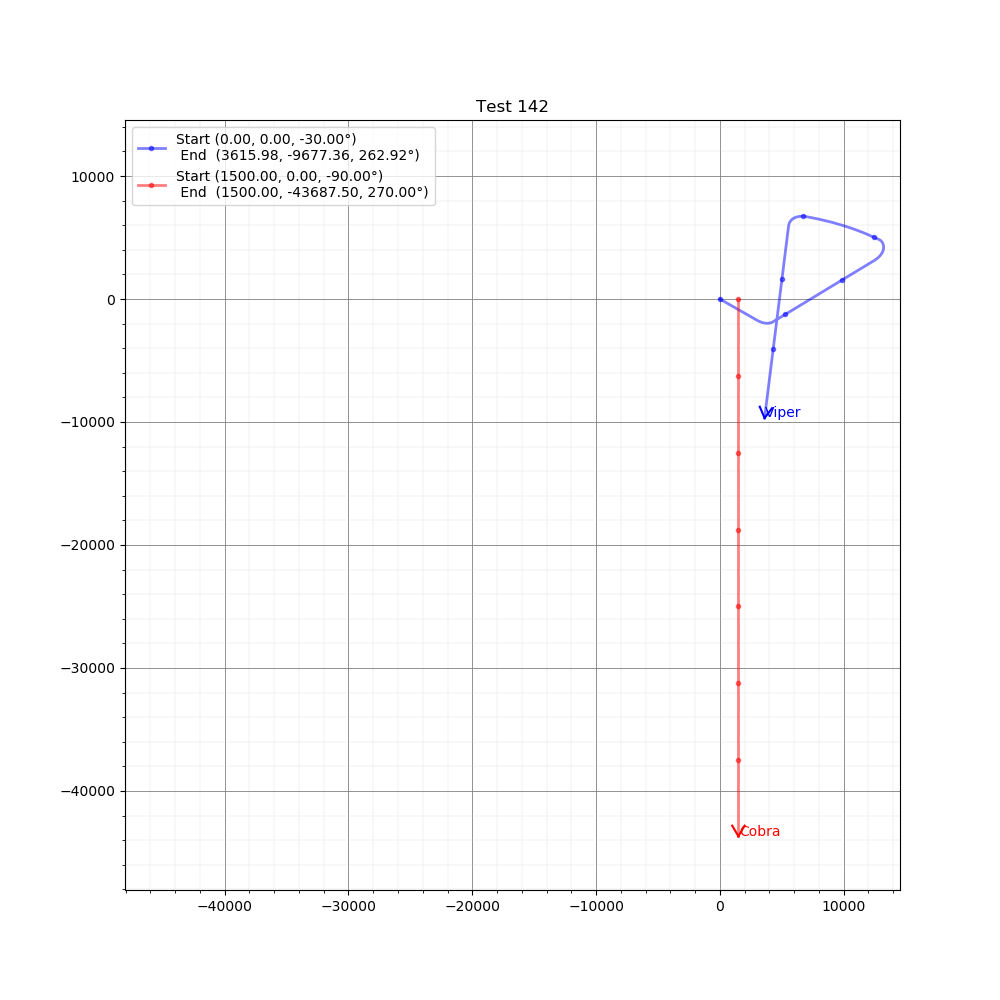 Test 142
Start (0.00, 0.00, -30.00°)
End (3615.98, -9677.36, 262.92°)
Start (1500.00, 0.00, -90.00°)
End (1500.00, -43687.50, 270.00°)
10000
0
−10000
−20000
−30000
−40000
Viper
Cobra
−40000 −30000 −20000 −10000 0 10000